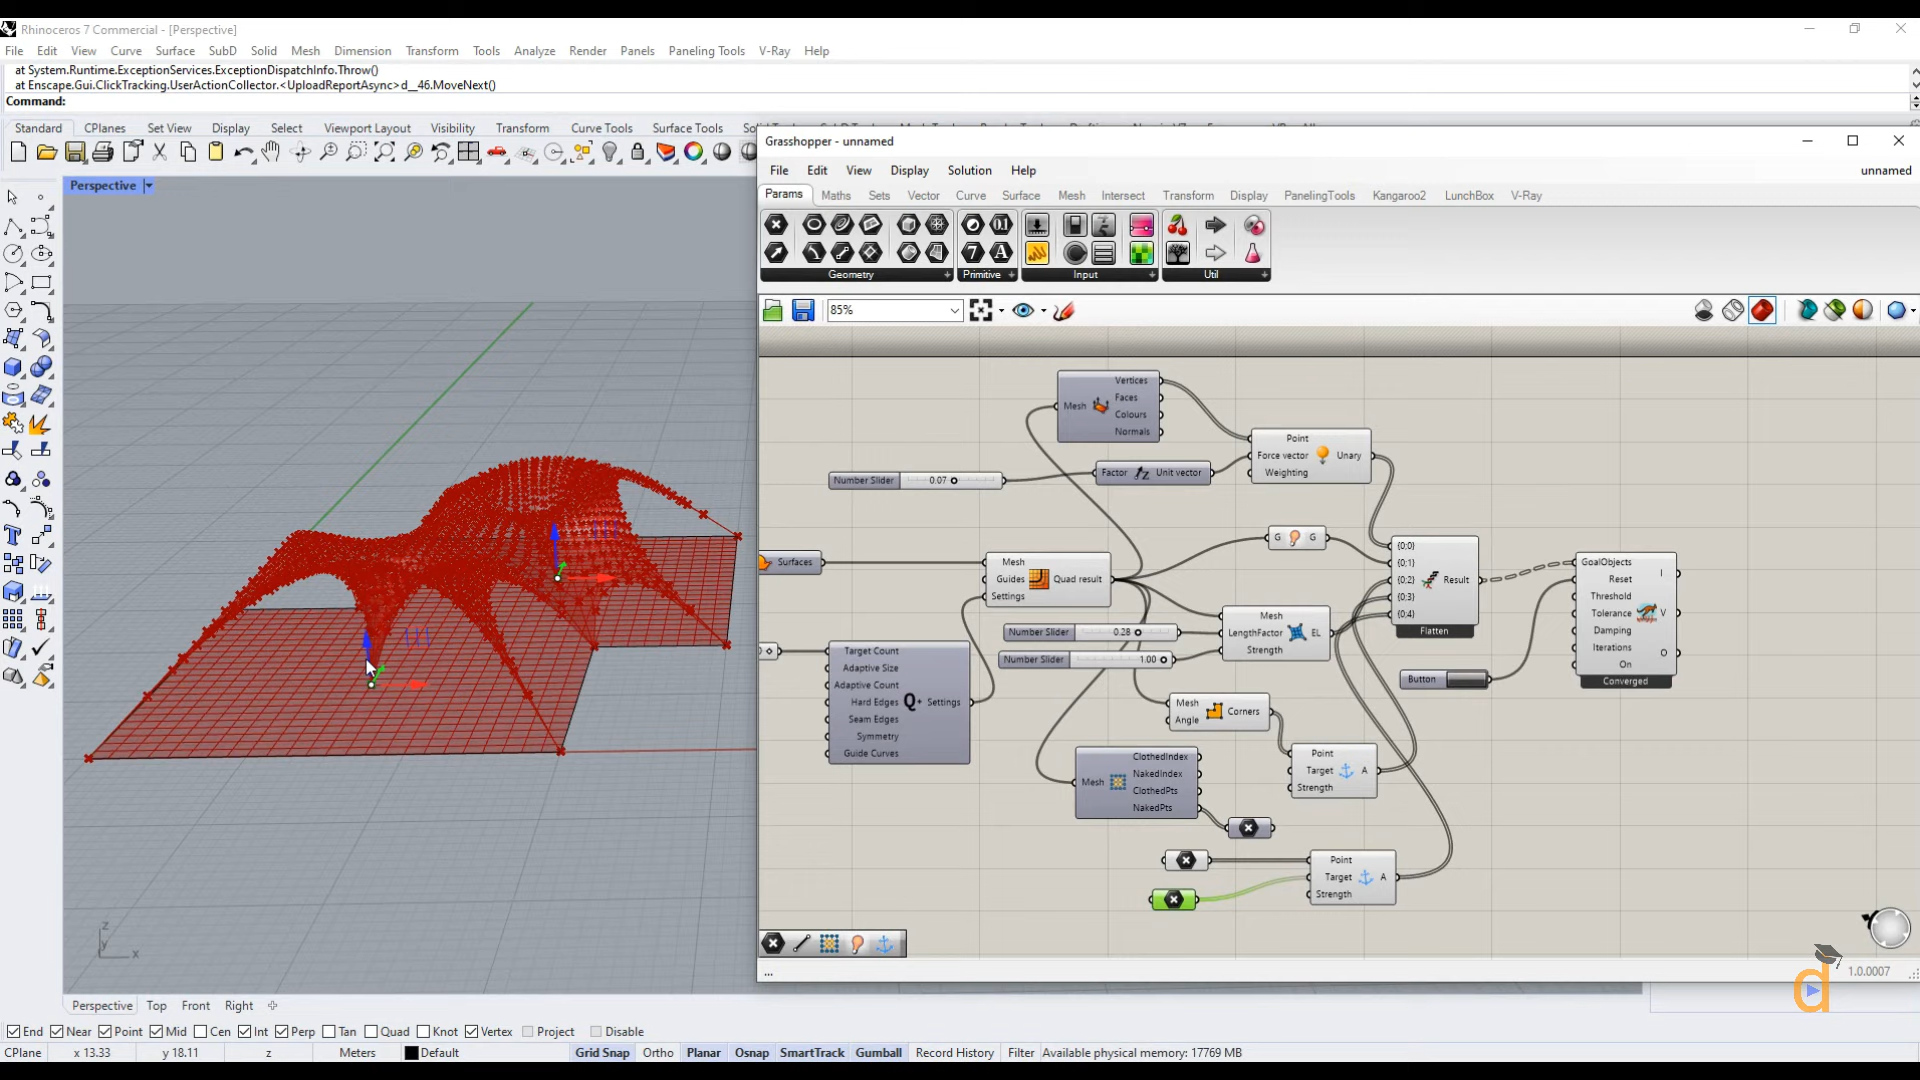 Rhinoceros 7 Commercial - [Perspective]
File Edit View Curve Surface SubD Solid Mesh Dimension Transform Tools Analyze Render Panels Paneling Tools V-Ray Help
at System.Runtime.ExceptionServices.ExceptionDispatchInfo.Throw()
at Enscape.Gui.ClickTracking.UserActionCollector.<UploadReportAsync>d__46.MoveNext()
Command:
Standard CPlanes Set View Display Select Viewport Layout Visibility Transform Curve Tools Surface Tools
Perspective
Grasshopper - unnamed
File Edit View Display Solution Help
unnamed
Params Maths Sets Vector Curve Surface Mesh Intersect Transform Display PanelingTools Kangaroo2 LunchBox V-Ray
Geometry Primitive Input Util
85%
Vertices
Mesh Faces
Colours
Normals
Point
Force vector Unary
Weighting
Number Slider 0.07
Factor Unit vector
G G
Surfaces
Mesh
Guides Quad result
Settings
{0;0}
{0;1}
{0;2} Result
{0;3}
{0;4}
Flatten
GoalObjects
Reset I
Threshold
Tolerance V
Damping
Iterations O
On
Converged
Mesh
LengthFactor EL
Strength
Number Slider 0.28
Number Slider 1.00
Target Count
Adaptive Size
Adaptive Count
Hard Edges Q+ Settings
Seam Edges
Symmetry
Guide Curves
Button
Mesh Corners
Angle
Point
Target A
Strength
ClothedIndex
Mesh NakedIndex
ClothedPts
NakedPts
Point
Target A
Strength
...
1.0.0007
z
y
x
d
Perspective Top Front Right
End Near Point Mid Cen Int Perp Tan Quad Knot Vertex Project Disable
CPlane x 13.33 y 18.11 z Meters Default Grid Snap Ortho Planar Osnap SmartTrack Gumball Record History Filter Available physical memory: 17769 MB